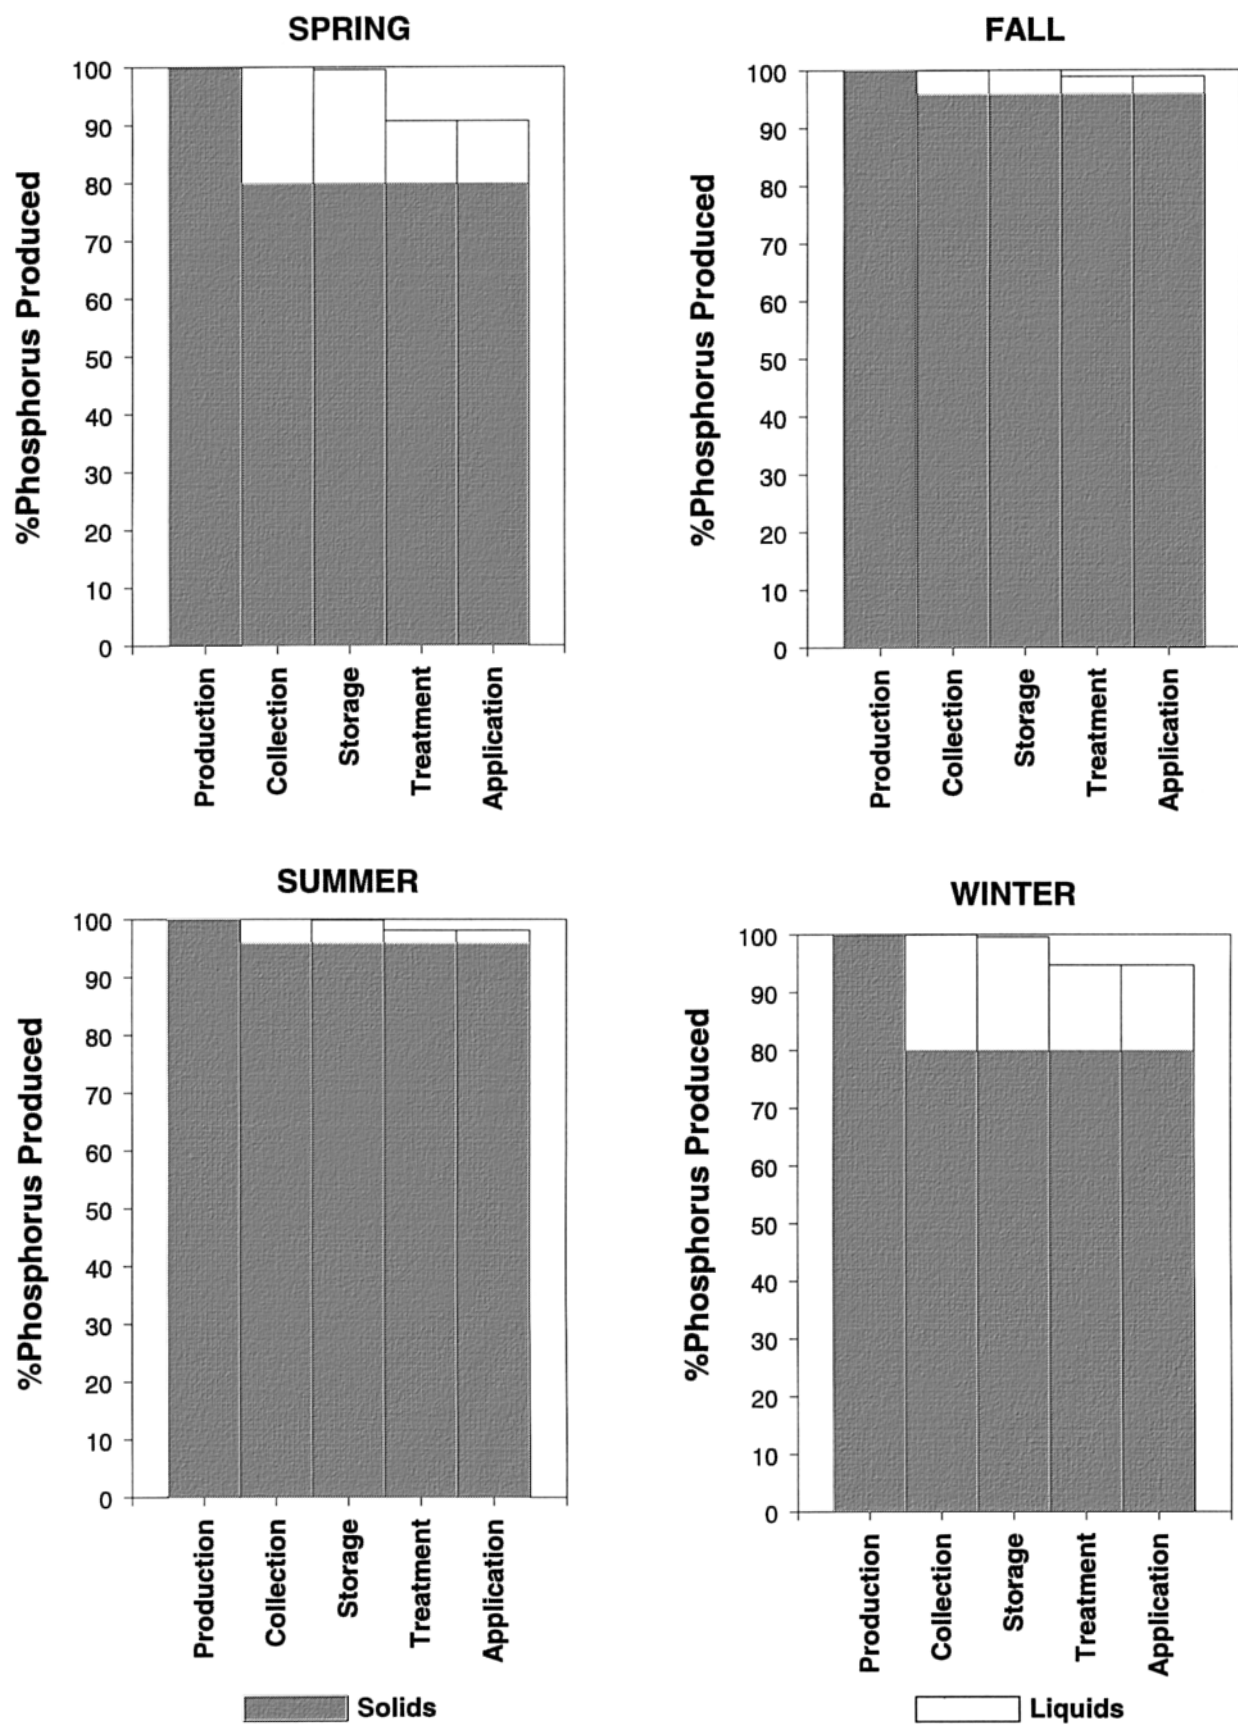 SPRING
%Phosphorus Produced
100
90
80
70
60
50
40
30
20
10
0
Production
Collection
Storage
Treatment
Application
FALL
%Phosphorus Produced
100
90
80
70
60
50
40
30
20
10
0
Production
Collection
Storage
Treatment
Application
SUMMER
%Phosphorus Produced
100
90
80
70
60
50
40
30
20
10
0
Production
Collection
Storage
Treatment
Application
WINTER
%Phosphorus Produced
100
90
80
70
60
50
40
30
20
10
0
Production
Collection
Storage
Treatment
Application
Solids
Liquids